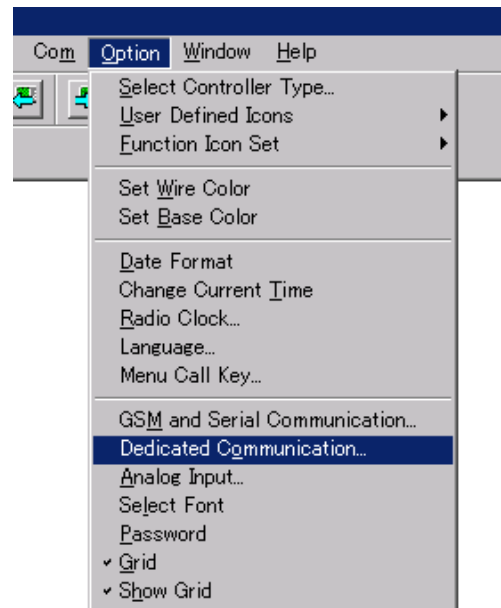 Com Option Window Help
Select Controller Type...
User Defined Icons
Function Icon Set
Set Wire Color
Set Base Color
Date Format
Change Current Time
Radio Clock...
Language...
Menu Call Key...
GSM and Serial Communication...
Dedicated Communication...
Analog Input...
Select Font
Password
Grid
Show Grid